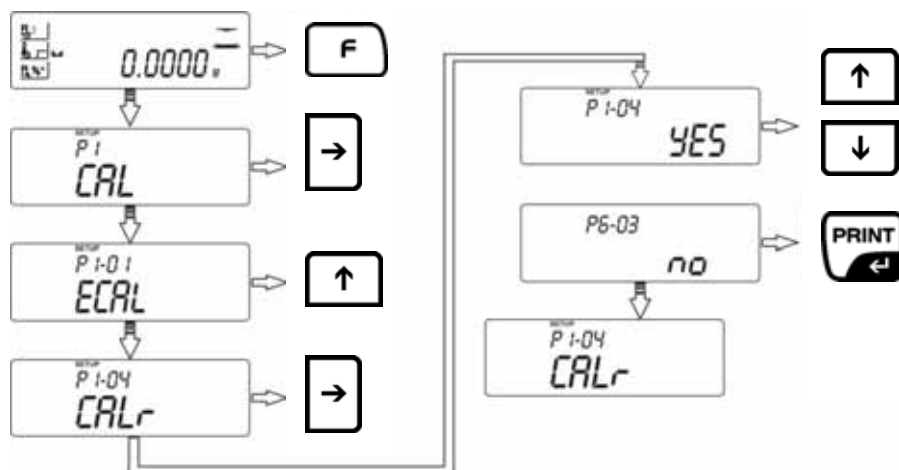 0.0000
F
SETUP
P1
CAL
→
SETUP
P1-01
ECAL
↑
SETUP
P1-04
CALr
→
SETUP
P1-04
YES
↑
↓
P6-03
no
PRINT
↵
SETUP
P1-04
CALr